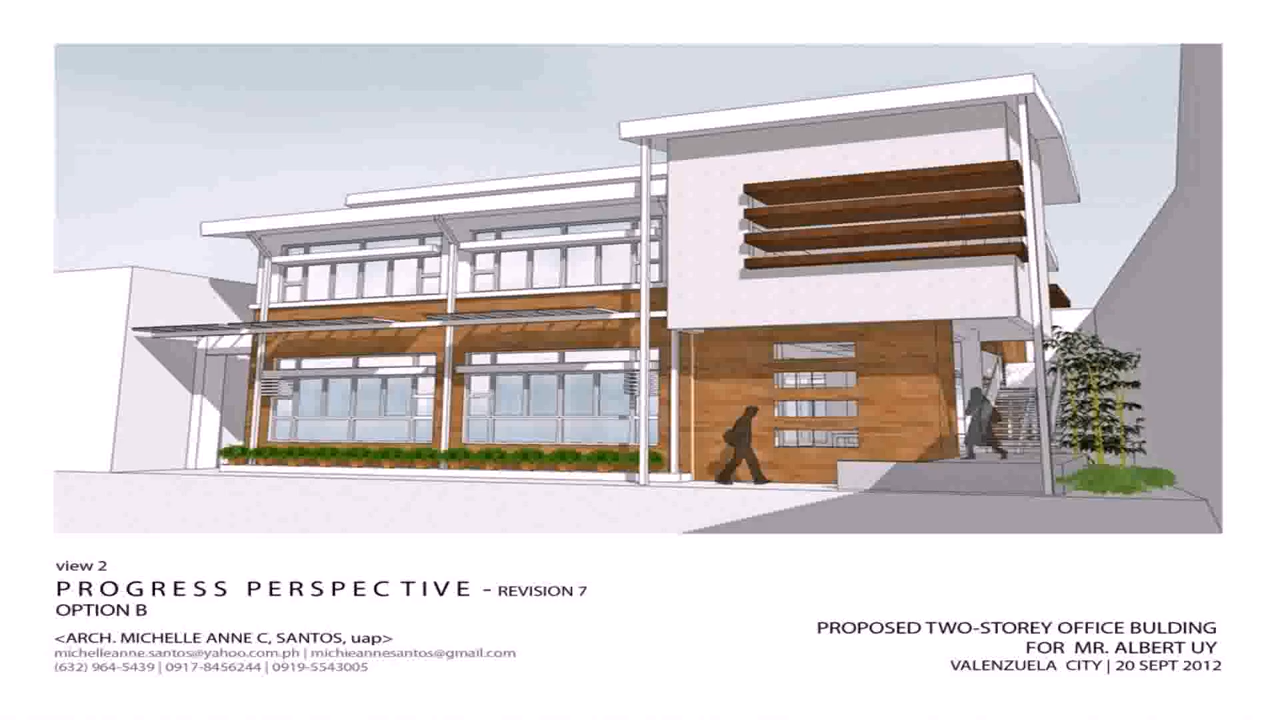 view 2
PROGRESS PERSPECTIVE - REVISION 7
OPTION B
<ARCH. MICHELLE ANNE C, SANTOS, uap>
michelleanne.santos@yahoo.com.ph | michieannesantos@gmail.com
(632) 964-5439 | 0917-8456244 | 0919-5543005
PROPOSED TWO-STOREY OFFICE BULDING
FOR MR. ALBERT UY
VALENZUELA CITY | 20 SEPT 2012